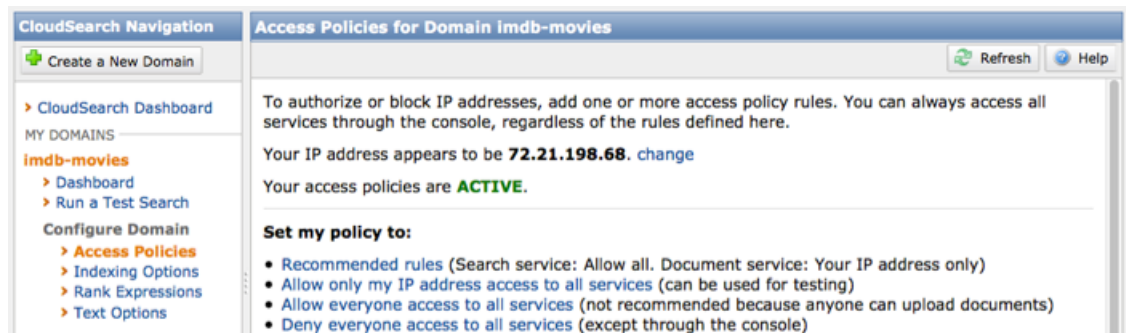 CloudSearch Navigation
Create a New Domain
> CloudSearch Dashboard
MY DOMAINS
imdb-movies
> Dashboard
> Run a Test Search
Configure Domain
> Access Policies
> Indexing Options
> Rank Expressions
> Text Options
Access Policies for Domain imdb-movies
Refresh Help
To authorize or block IP addresses, add one or more access policy rules. You can always access all
services through the console, regardless of the rules defined here.
Your IP address appears to be 72.21.198.68. change
Your access policies are ACTIVE.
Set my policy to:
• Recommended rules (Search service: Allow all. Document service: Your IP address only)
• Allow only my IP address access to all services (can be used for testing)
• Allow everyone access to all services (not recommended because anyone can upload documents)
• Deny everyone access to all services (except through the console)